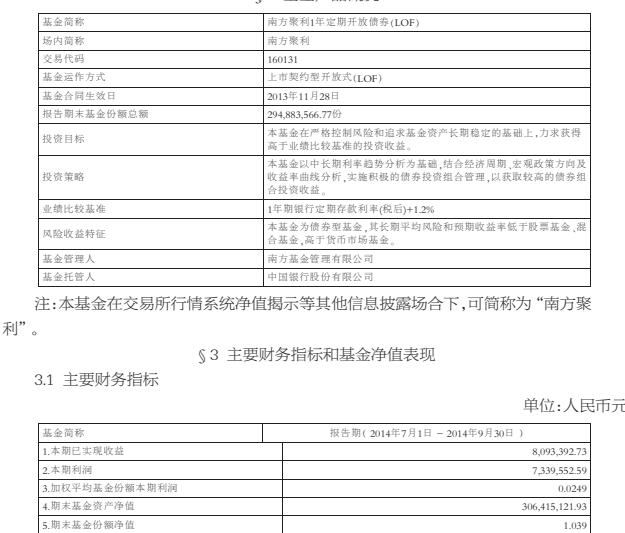 基金简称 南方聚利1年定期开放债券(LOF)
场内简称 南方聚利
交易代码 160131
基金运作方式 上市契约型开放式(LOF)
基金合同生效日 2013年11月28日
报告期末基金份额总额 294,883,566.77份
投资目标 本基金在严格控制风险和追求基金资产长期稳定的基础上,力求获得
高于业绩比较基准的投资收益。
投资策略 本基金以中长期利率趋势分析为基础,结合经济周期、宏观政策方向及
收益率曲线分析,实施积极的债券投资组合管理,以获取较高的债券组
合投资收益。
业绩比较基准 1年期银行定期存款利率(税后)+1.2%
风险收益特征 本基金为债券型基金,其长期平均风险和预期收益率低于股票基金、混
合基金,高于货币市场基金。
基金管理人 南方基金管理有限公司
基金托管人 中国银行股份有限公司
注:本基金在交易所行情系统净值揭示等其他信息披露场合下,可简称为“南方聚
利”。
§3 主要财务指标和基金净值表现
3.1 主要财务指标
单位:人民币元
基金简称 报告期( 2014年7月1日 - 2014年9月30日 )
1.本期已实现收益 8,093,392.73
2.本期利润 7,339,552.59
3.加权平均基金份额本期利润 0.0249
4.期末基金资产净值 306,415,121.93
5.期末基金份额净值 1.039